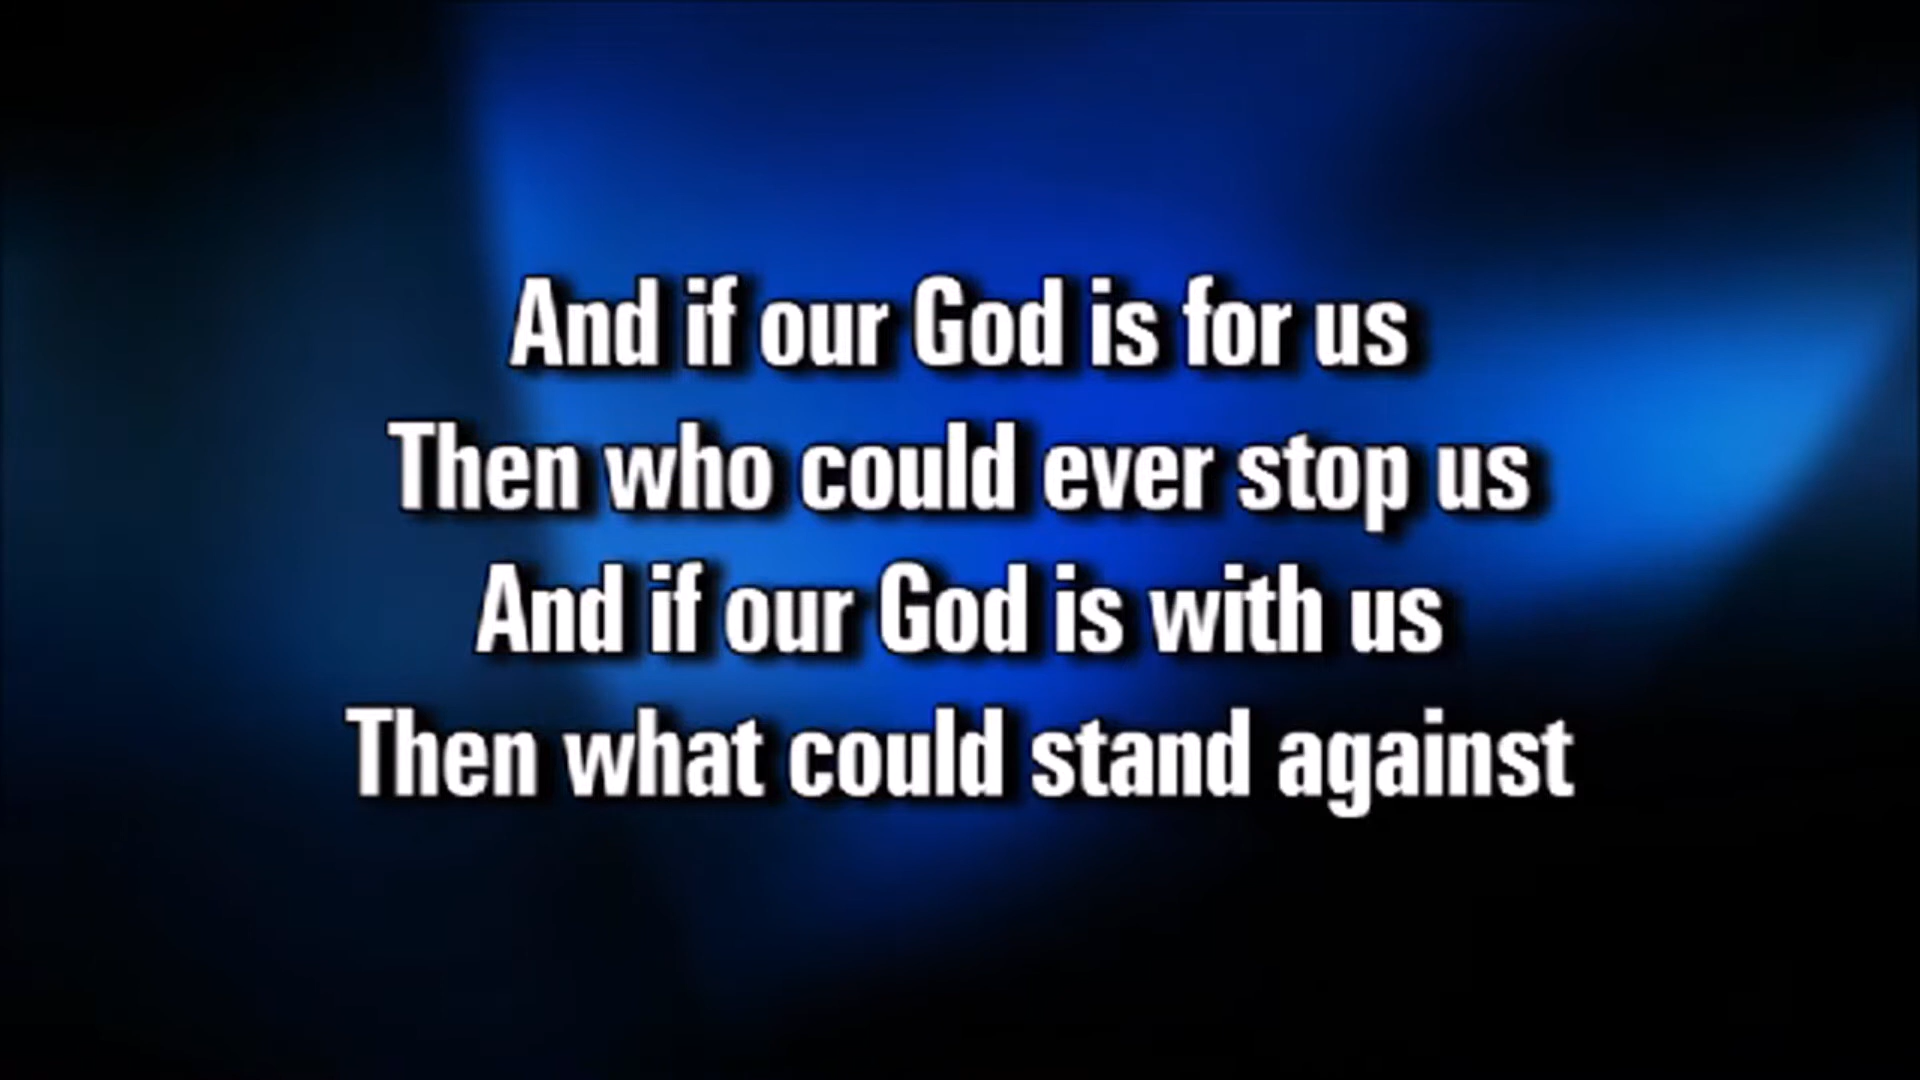 And if our God is for us
Then who could ever stop us
And if our God is with us
Then what could stand against